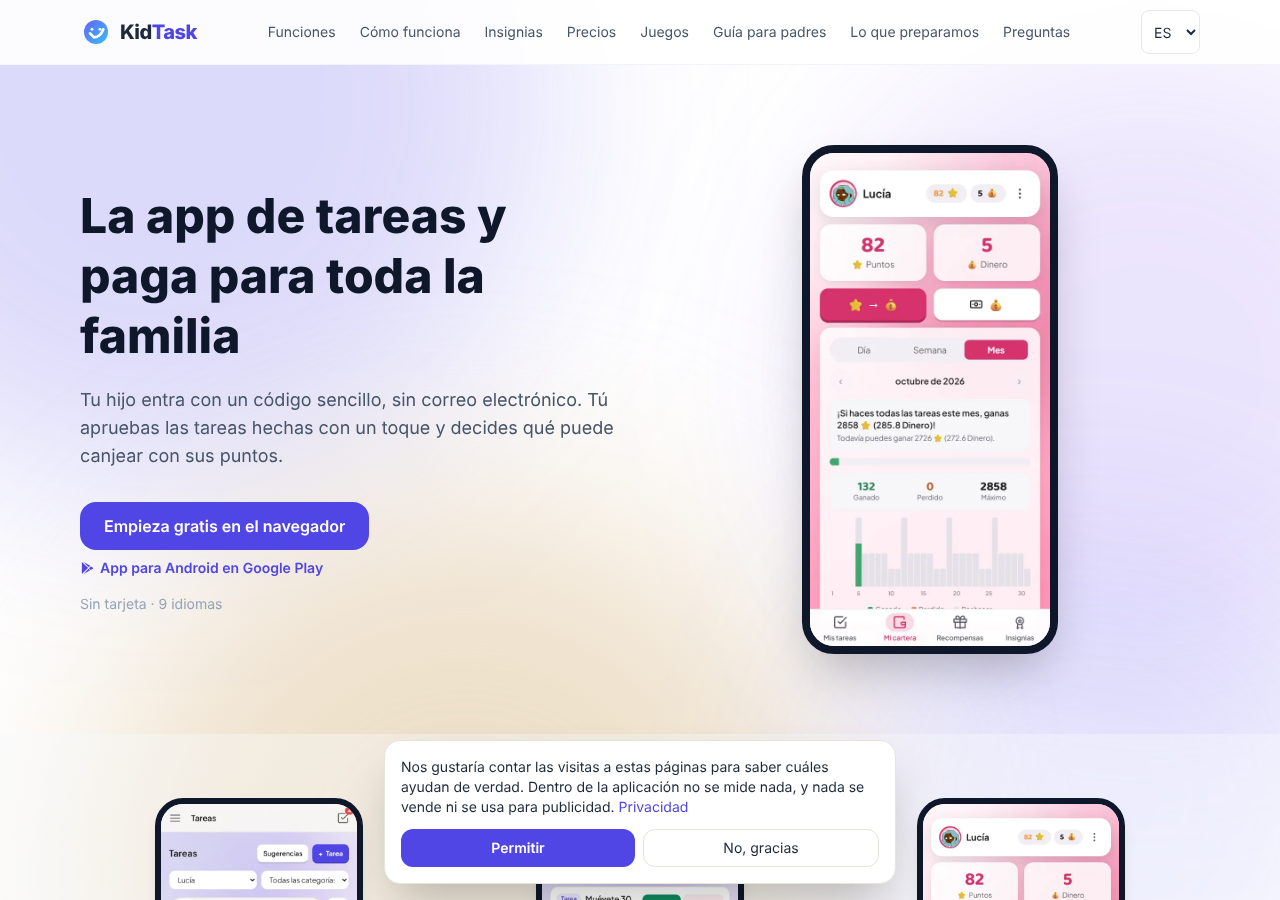 KidTask
Funciones
Cómo funciona
Insignias
Precios
Juegos
Guía para padres
Lo que preparamos
Preguntas
ES
La app de tareas y
paga para toda la
familia
Tu hijo entra con un código sencillo, sin correo electrónico. Tú
apruebas las tareas hechas con un toque y decides qué puede
canjear con sus puntos.
Empieza gratis en el navegador
App para Android en Google Play
Sin tarjeta · 9 idiomas
Lucía
82
5
82
Puntos
5
Dinero
→
Día
Semana
Mes
‹ octubre de 2026 ›
¡Si haces todas las tareas este mes, ganas
2858 ⭐ (285.8 Dinero)!
Todavía puedes ganar 2726 ⭐ (272.6 Dinero).
132
Ganado
0
Perdido
2858
Máximo
1 5 10 15 20 25 30
Mis tareas
Mi cartera
Recompensas
Insignias
Nos gustaría contar las visitas a estas páginas para saber cuáles
ayudan de verdad. Dentro de la aplicación no se mide nada, y nada se
vende ni se usa para publicidad. Privacidad
Permitir
No, gracias
Tareas
Tareas
Sugerencias
+ Tarea
Lucía
Todas las categorías
Tarea
Muévete 30
Lucía
82
5
82
5